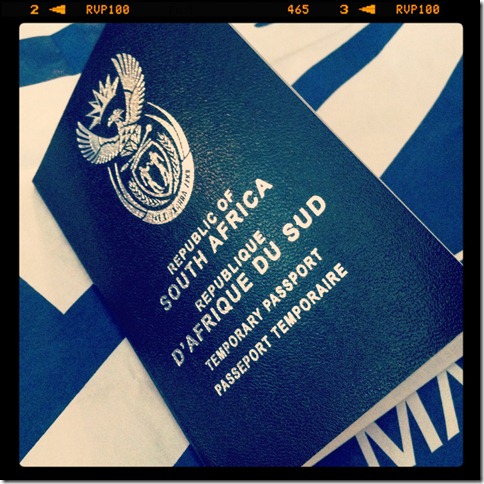 2 RVP100 465 3 RVP100
REPUBLIC OF
SOUTH AFRICA
REPUBLIQUE
D'AFRIQUE DU SUD
TEMPORARY PASSPORT
PASSEPORT TEMPORAIRE